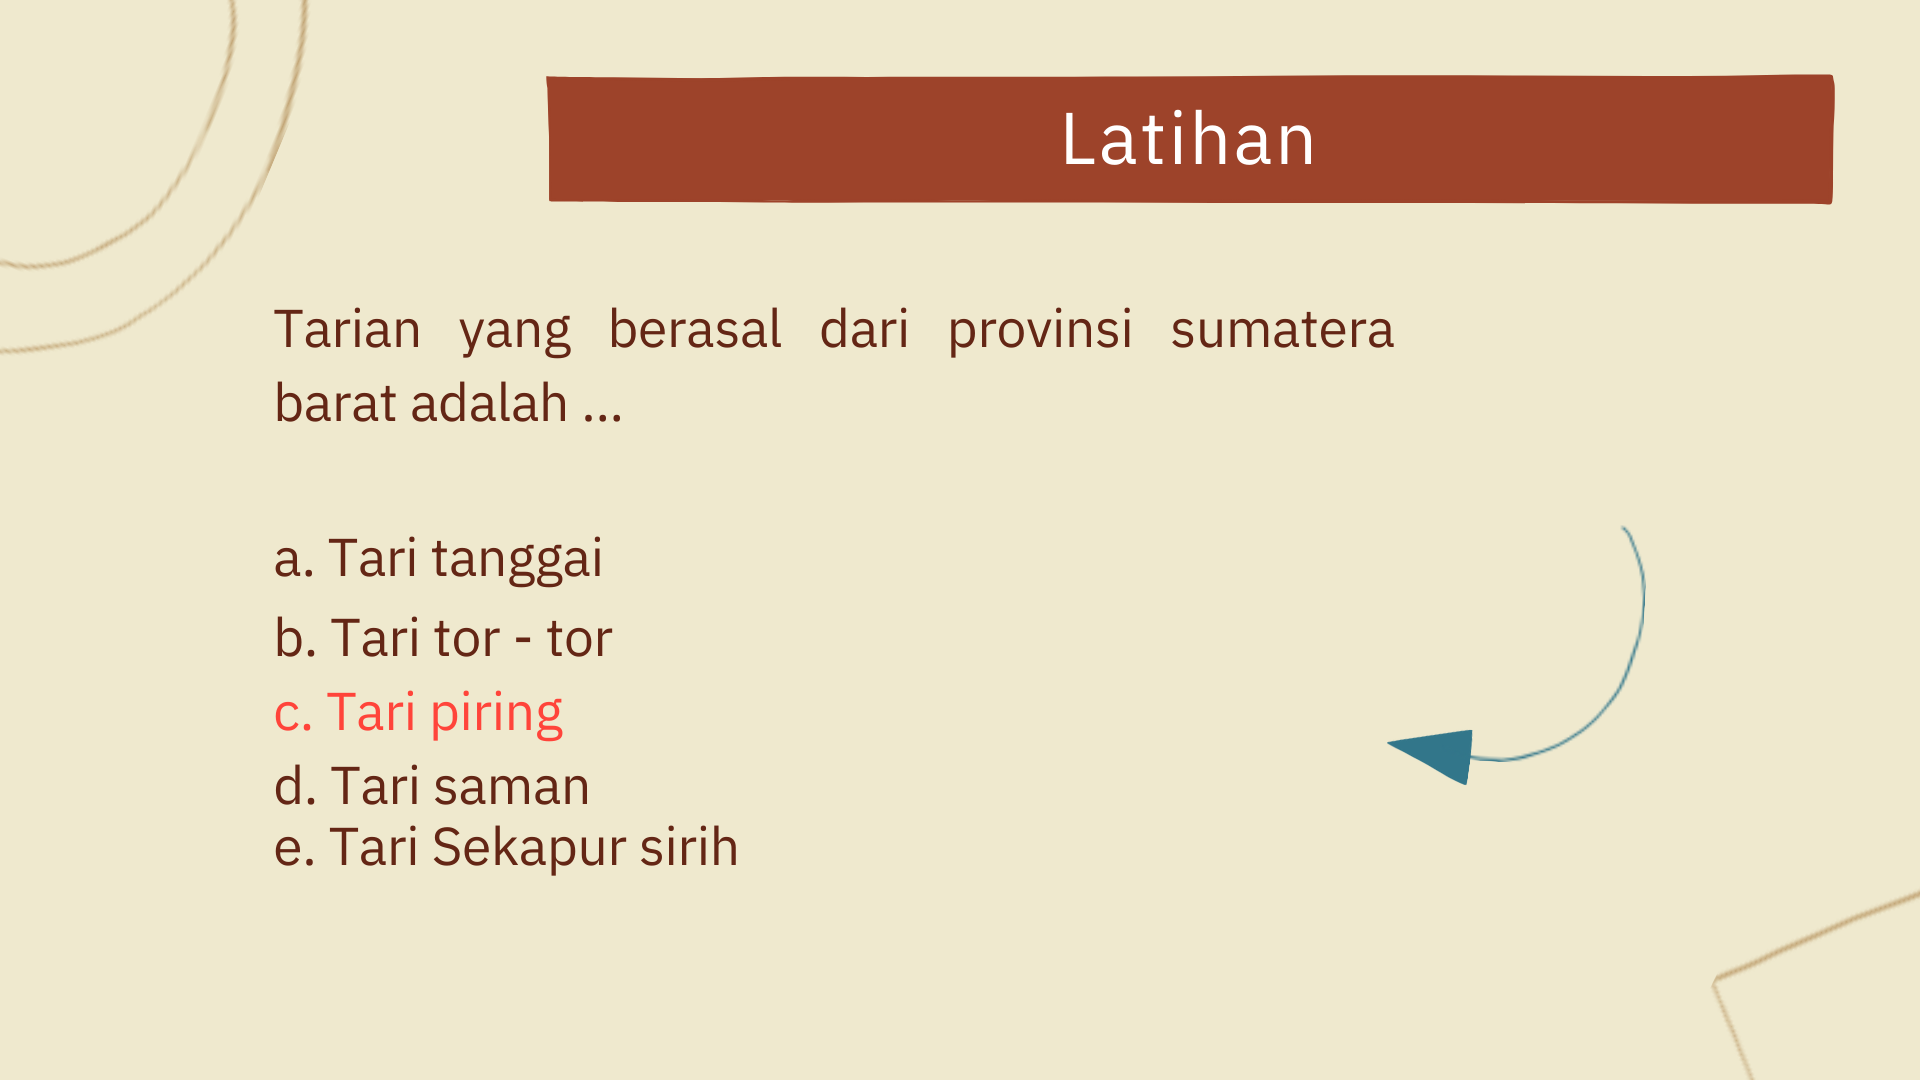 Latihan
Tarian yang berasal dari provinsi sumatera
barat adalah ...
a. Tari tanggai
b. Tari tor - tor
c. Tari piring
d. Tari saman
e. Tari Sekapur sirih